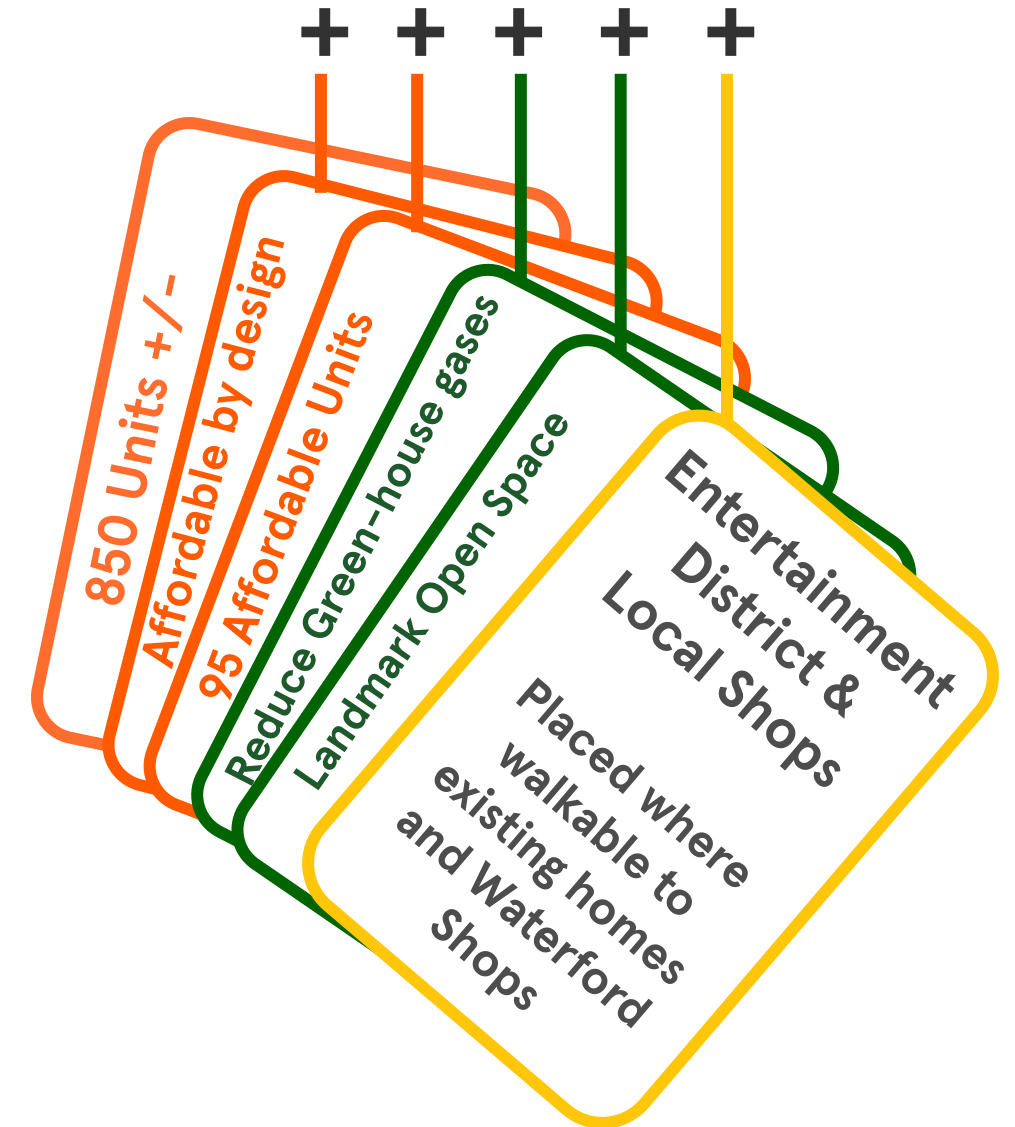 + + + + +
850 Units +/-
Affordable by design
95 Affordable Units
Reduce Green-house gases
Landmark Open Space
Entertainment
District &
Local Shops
Placed where
walkable to
existing homes
and Waterford
Shops